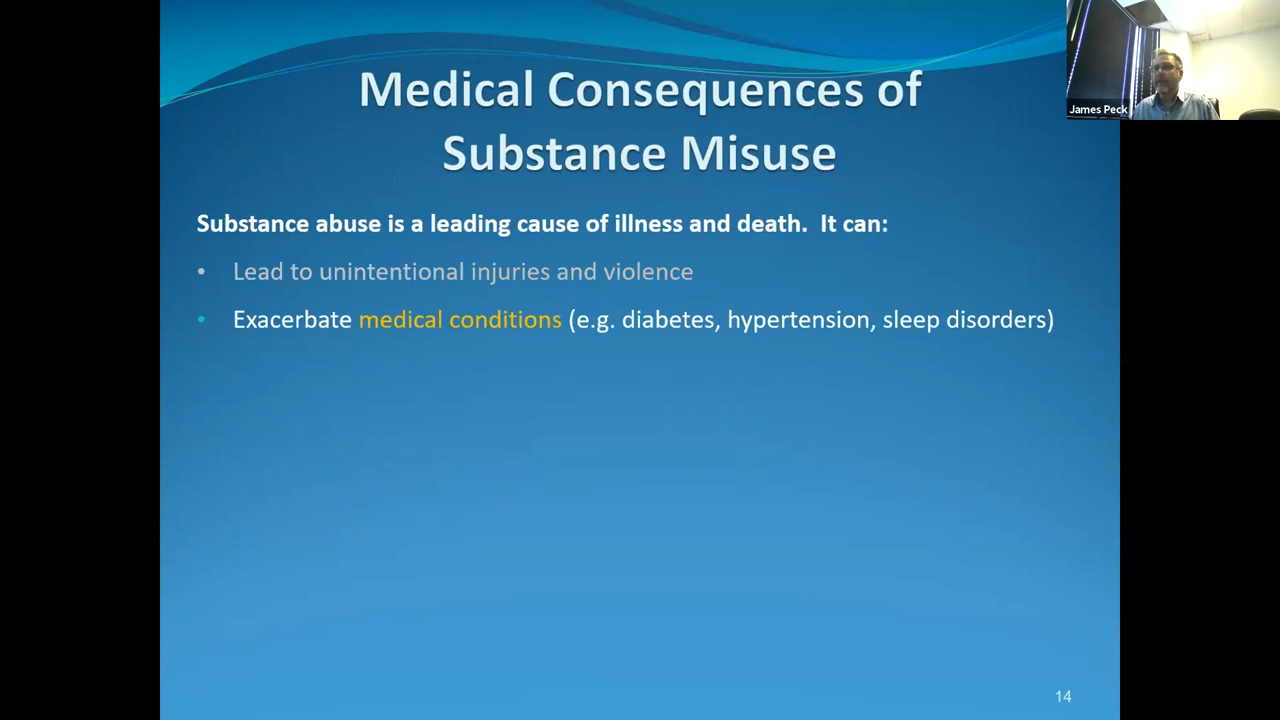 Medical Consequences of
Substance Misuse
James Peck
Substance abuse is a leading cause of illness and death.  It can:
• Lead to unintentional injuries and violence
• Exacerbate medical conditions (e.g. diabetes, hypertension, sleep disorders)
14